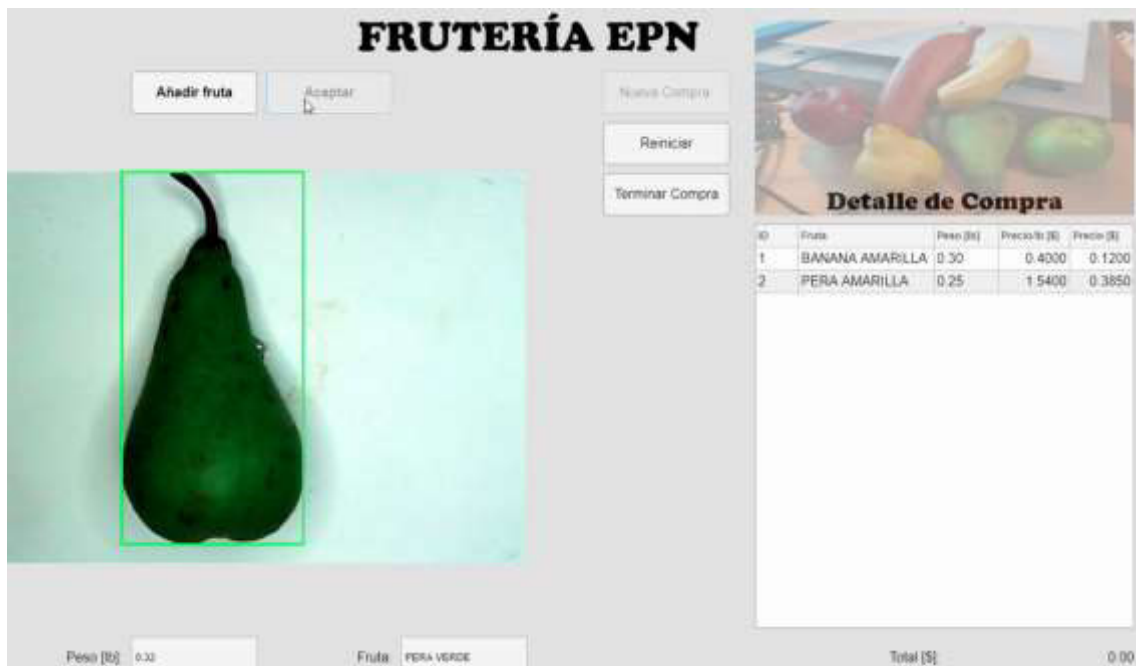 FRUTERÍA EPN
Añadir fruta
Aceptar
Nueva Compra
Reiniciar
Terminar Compra
Detalle de Compra
ID Fruta Peso [lb] Precio/lb [$] Precio [$]
1 BANANA AMARILLA 0.30 0.4000 0.1200
2 PERA AMARILLA 0.25 1.5400 0.3850
Peso [lb] 0.32 Fruta PERA VERDE Total [$] 0.00